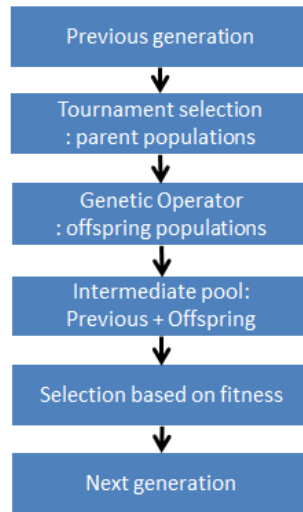 Previous generation
Tournament selection
: parent populations
Genetic Operator
: offspring populations
Intermediate pool:
Previous + Offspring
Selection based on fitness
Next generation